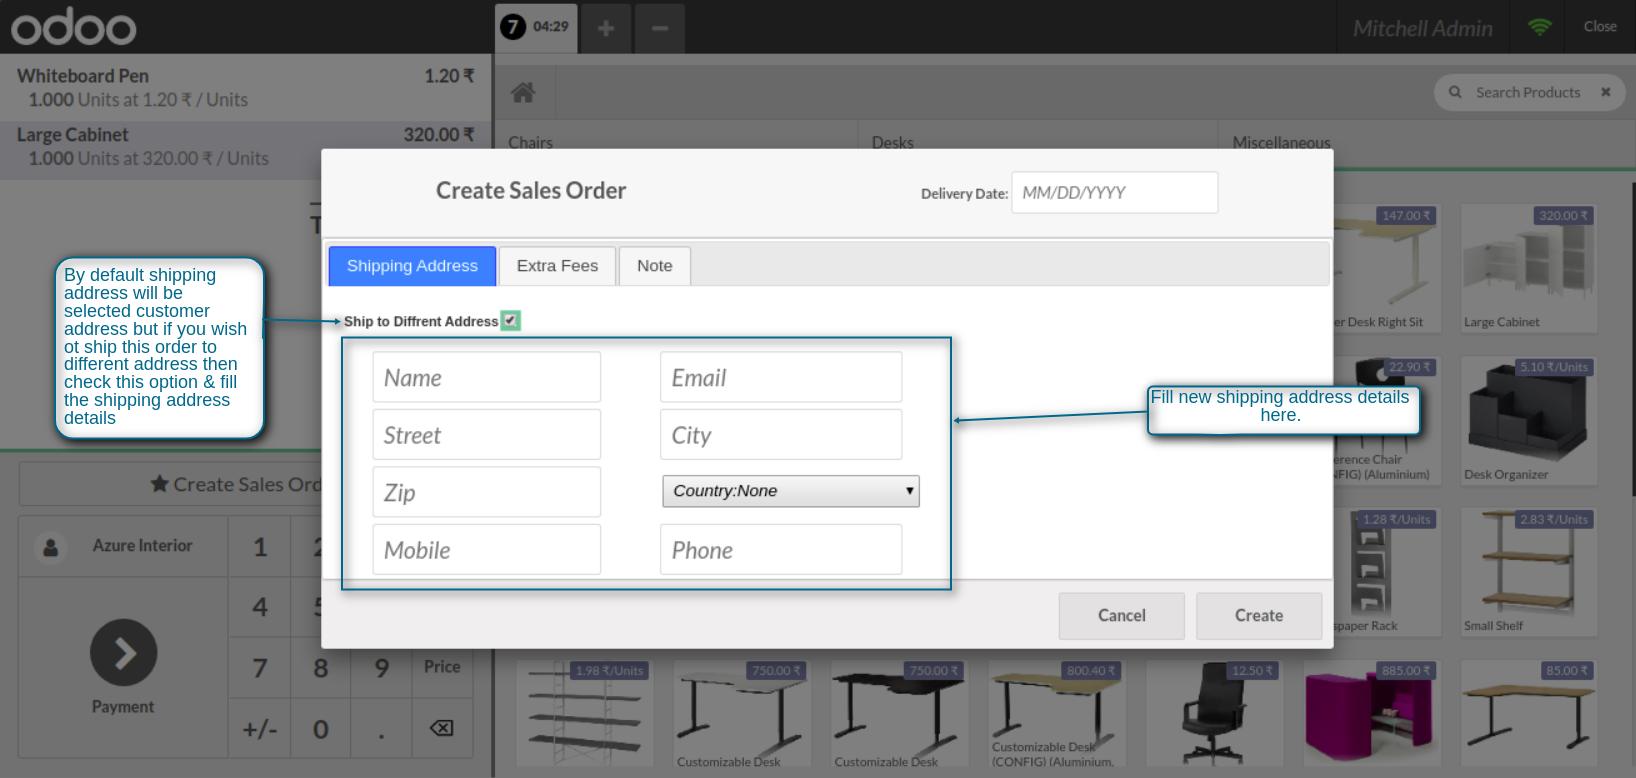 odoo
7 04:29
Mitchell Admin
Close
Whiteboard Pen 1.20 ₹
1.000 Units at 1.20 ₹ / Units
Large Cabinet 320.00 ₹
1.000 Units at 320.00 ₹ / Units
Search Products
Chairs
Desks
Miscellaneous
T
Create Sales Order
Delivery Date: MM/DD/YYYY
Shipping Address
Extra Fees
Note
Ship to Diffrent Address
Name
Email
Street
City
Zip
Country:None
Mobile
Phone
Cancel
Create
By default shipping
address will be
selected customer
address but if you wish
ot ship this order to
different address then
check this option & fill
the shipping address
details
Fill new shipping address details
here.
Create Sales Ord
Azure Interior
Payment
1
2
4
5
7
8
9
Price
+/-
0
.
147.00 ₹
er Desk Right Sit
320.00 ₹
Large Cabinet
22.90 ₹
erence Chair
NFIG) (Aluminium)
5.10 ₹/Units
Desk Organizer
1.28 ₹/Units
spaper Rack
2.83 ₹/Units
Small Shelf
1.98 ₹/Units
750.00 ₹
Customizable Desk
750.00 ₹
Customizable Desk
800.40 ₹
Customizable Desk
(CONFIG) (Aluminium,
12.50 ₹
885.00 ₹
85.00 ₹